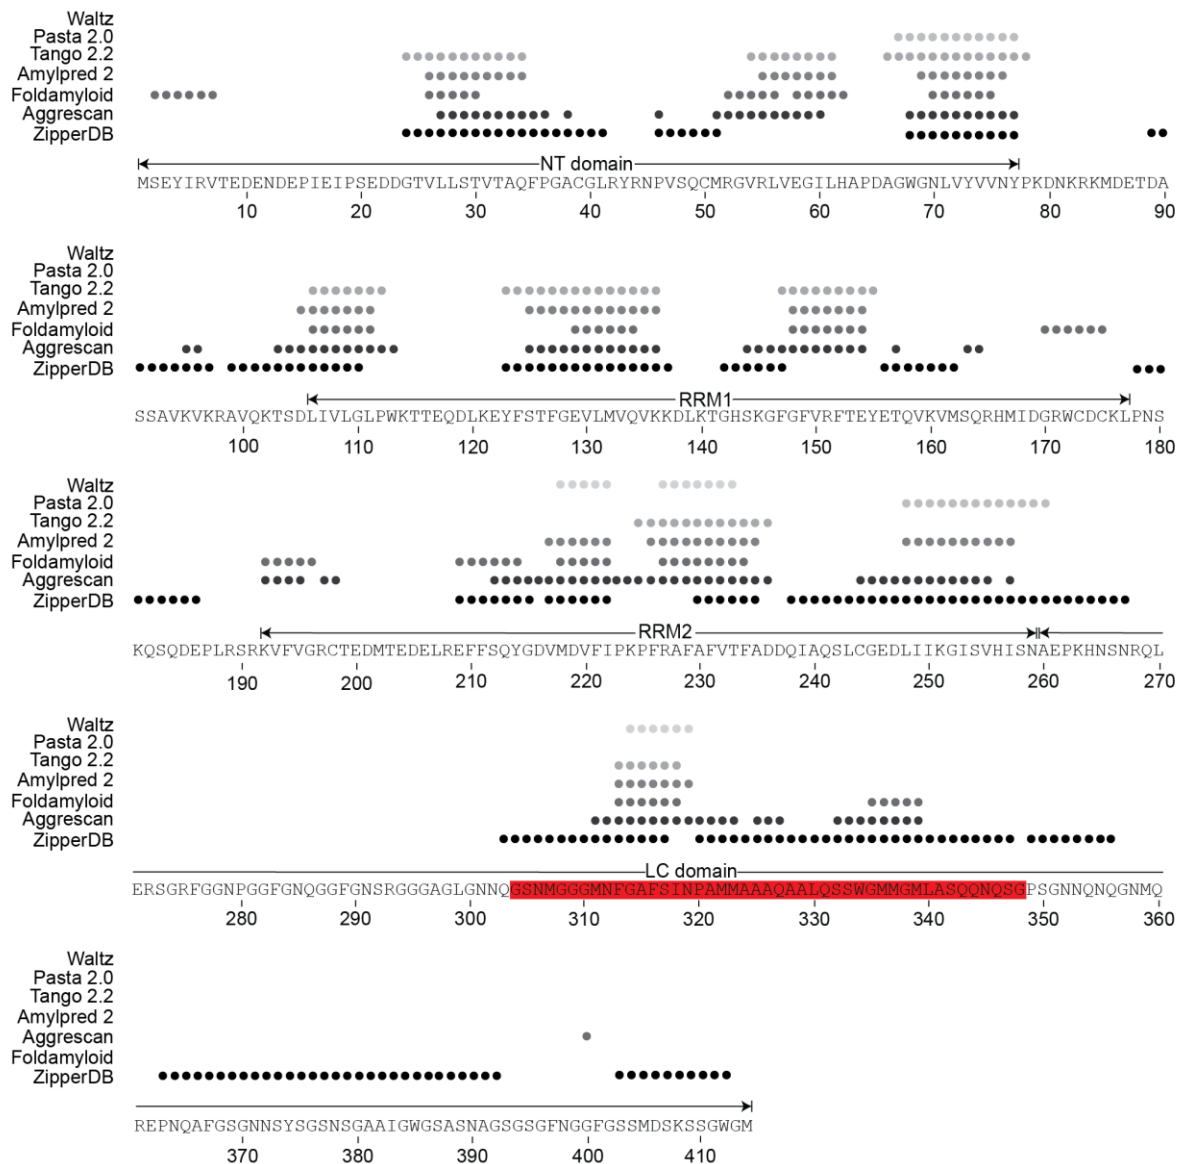 Waltz
Pasta 2.0
Tango 2.2
Amylpred 2
Foldamyloid
Aggrescan
ZipperDB
NT domain
MSEYIRVTEDENDEPIEIPSEDDGTVLLSTVTAQFPGACGLRYRNPVSQCMRGVRLVEGILHAPDAGWGNLVYVVNYPKDNKRKMDETDA
10 20 30 40 50 60 70 80 90
Waltz
Pasta 2.0
Tango 2.2
Amylpred 2
Foldamyloid
Aggrescan
ZipperDB
RRM1
SSAVKVKRAVQKTSDLIVLGLPWKTTEQDLKEYFSTFGEVLMVQVKKDLKTGHSKGFGFVRFTEYETQVKVMSQRHMIDGRWCDCKLPNS
100 110 120 130 140 150 160 170 180
Waltz
Pasta 2.0
Tango 2.2
Amylpred 2
Foldamyloid
Aggrescan
ZipperDB
RRM2
KQSQDEPLRSRKVFVGRCTEDMTEDELREFFSQYGDVMDVFIPKPFRAFAFVTFADDQIAQSLCGEDLIIKGISVHISNAEPKHNSNRQL
190 200 210 220 230 240 250 260 270
Waltz
Pasta 2.0
Tango 2.2
Amylpred 2
Foldamyloid
Aggrescan
ZipperDB
LC domain
ERSGRFGGNPGGFGNQGGFGNSRGGGAGLGNNQGSNMGGGMNFGAFSINPAMMAAAQAALQSSWGMMGMLASQQNQSGPSGNNQNQGNMQ
280 290 300 310 320 330 340 350 360
Waltz
Pasta 2.0
Tango 2.2
Amylpred 2
Aggrescan
Foldamyloid
ZipperDB
REPNQAFGSGNNSYSGSNSGAAIGWGSASNAGSGSGFNGGFGSSMDSKSSGWGM
370 380 390 400 410